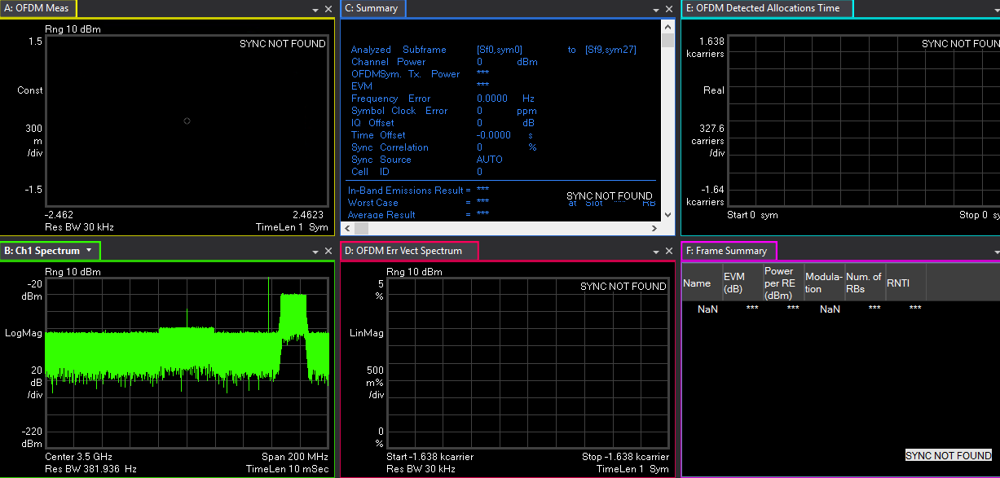 A: OFDM Meas
Rng 10 dBm
SYNC NOT FOUND
1.5
Const
300
m
/div
-1.5
-2.462
2.4623
Res BW 30 kHz
TimeLen 1 Sym
C: Summary
Analyzed Subframe [Sf0,sym0] to [Sf9,sym27]
Channel Power 0 dBm
OFDMSym. Tx. Power ***
EVM ***
Frequency Error 0.0000 Hz
Symbol Clock Error 0 ppm
IQ Offset 0 dB
Time Offset -0.0000 s
Sync Correlation 0 %
Sync Source AUTO
Cell ID 0
In-Band Emissions Result = ***
SYNC NOT FOUND
Worst Case = *** at Slot RB
Average Result = ***
E: OFDM Detected Allocations Time
SYNC NOT FOUN
1.638
kcarriers
Real
327.6
carriers
/div
-1.64
kcarriers
Start 0 sym
Stop 0 sy
B: Ch1 Spectrum
Rng 10 dBm
-20
dBm
LogMag
20
dB
/div
-220
dBm
Center 3.5 GHz
Span 200 MHz
Res BW 381.936 Hz
TimeLen 10 mSec
D: OFDM Err Vect Spectrum
Rng 10 dBm
SYNC NOT FOUND
5
%
LinMag
500
m%
/div
0
%
Start -1.638 kcarrier
Stop -1.638 kcarrier
Res BW 30 kHz
TimeLen 1 Sym
F: Frame Summary
Name EVM (dB) Power per RE (dBm) Modula-tion Num. of RBs RNTI
NaN *** *** NaN *** ***
SYNC NOT FOUND